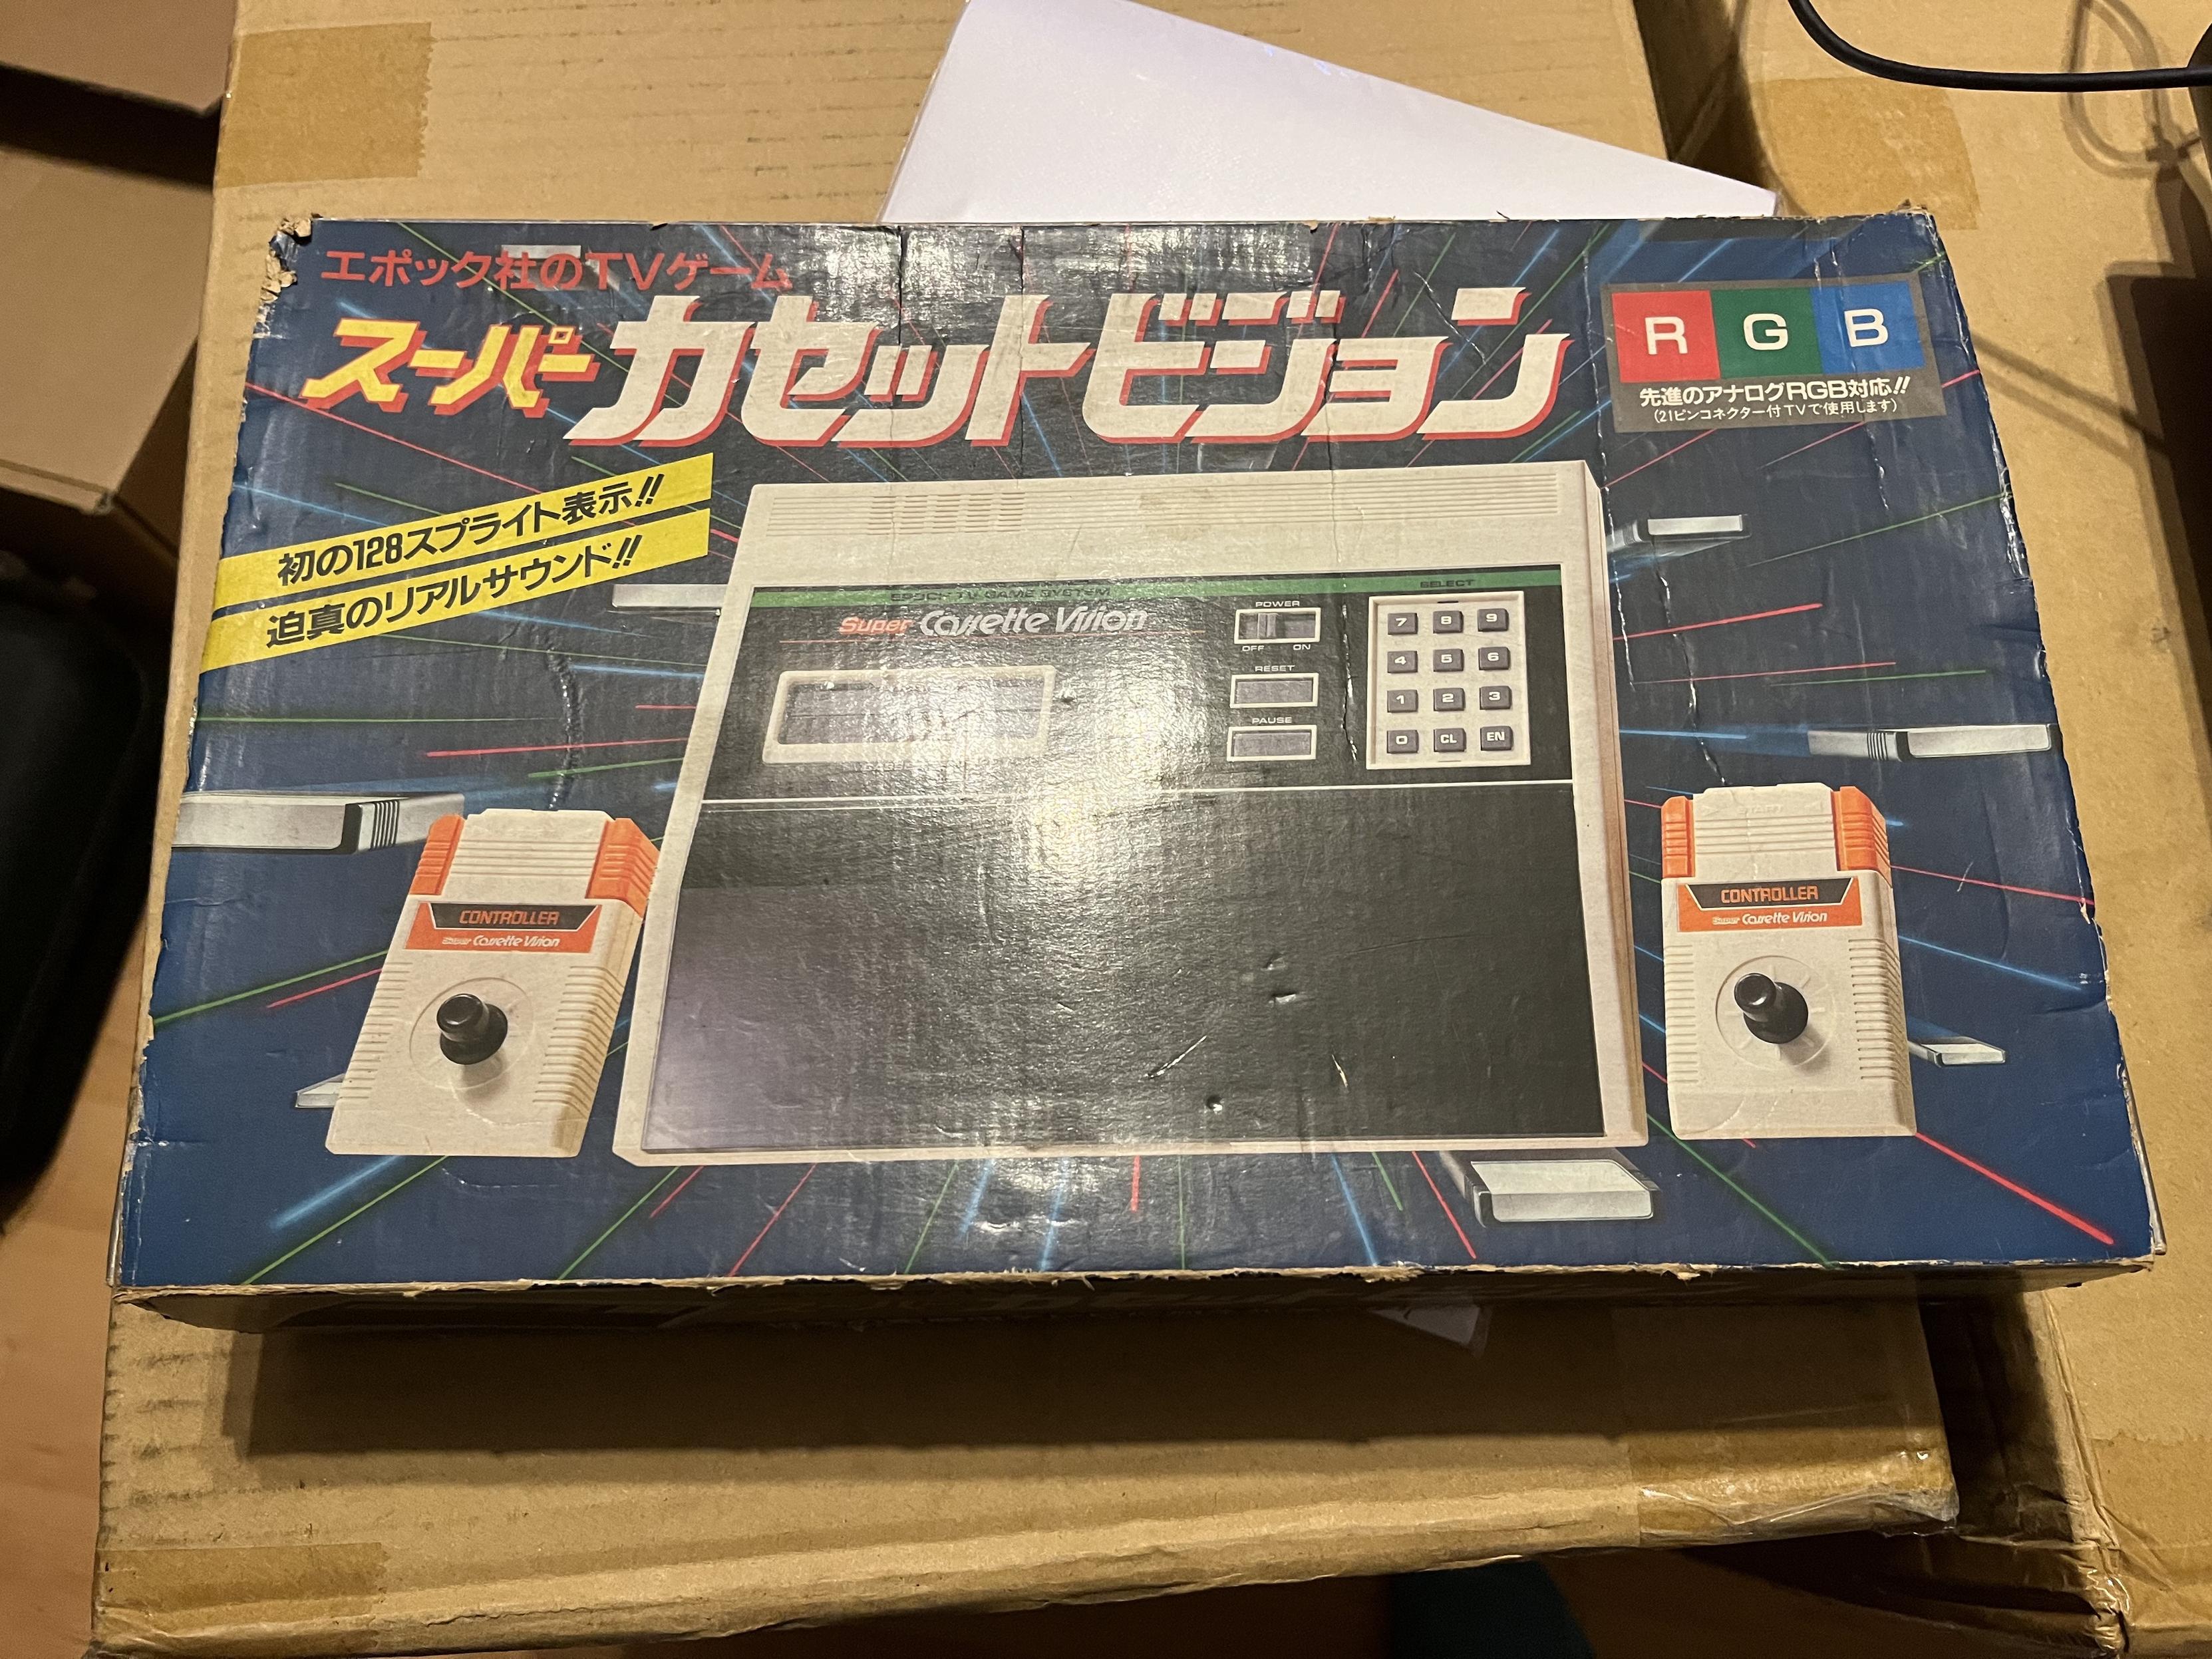 エポック社のTVゲーム
スーパー カセットビジョン
R G B
先進のアナログRGB対応!!
(21ピンコネクター付TVで使用します)
初の128スプライト表示!!
迫真のリアルサウンド!!
EPOCH TV GAME SYSTEM
Super Cassette Vision
POWER
OFF ON
RESET
PAUSE
SELECT
7 8 9
4 5 6
1 2 3
0 CL EN
CONTROLLER
Super Cassette Vision
CONTROLLER
Super Cassette Vision